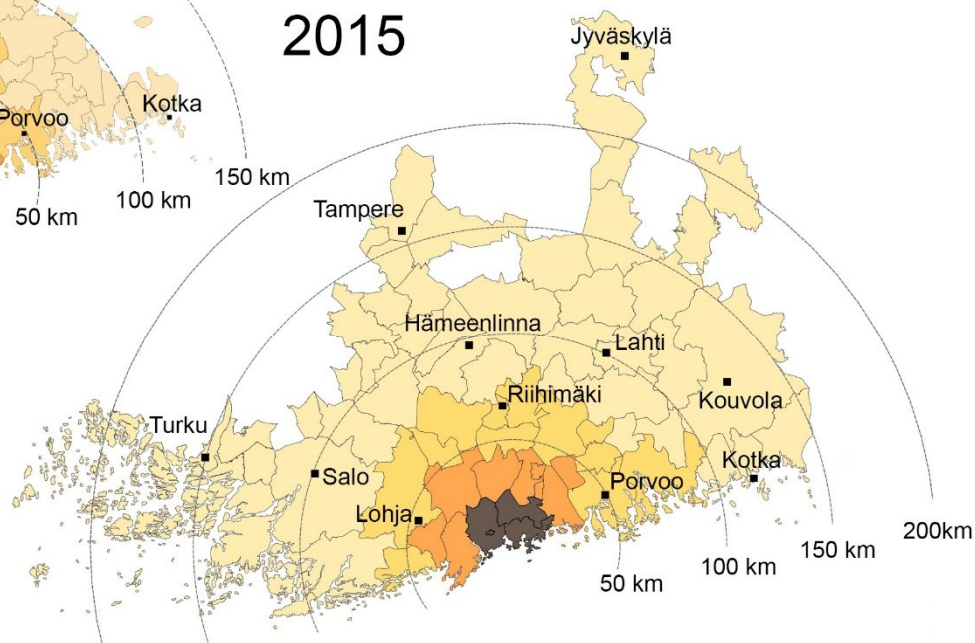 2015
Porvoo
Kotka
50 km
100 km
150 km
Jyväskylä
Tampere
Hämeenlinna
Lahti
Riihimäki
Kouvola
Turku
Salo
Lohja
Porvoo
Kotka
50 km
100 km
150 km
200km